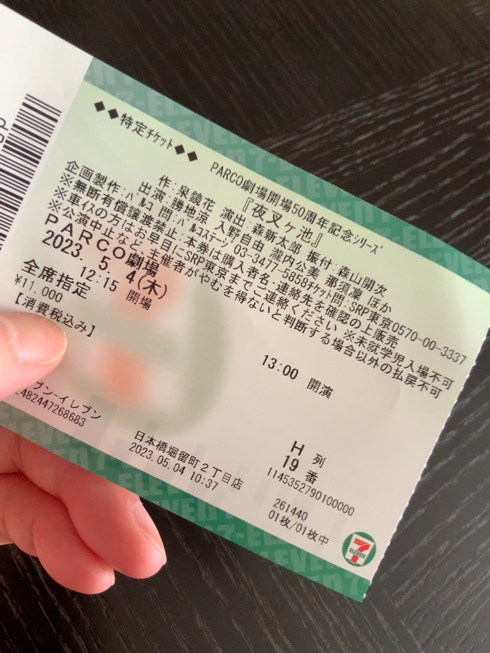 ◆◆特定チケット◆◆
PARCO劇場開場50周年記念シリーズ
『夜叉ヶ池』
作：泉鏡花 演出：森新太郎 振付：森山開次
出演：勝地涼 入野自由 瀧内公美 那須凜 ほか
企画製作：パルコ 問：パルコステージ03-3477-5858チケット問：SRP東京0570-00-3337
※無断有償譲渡禁止：本券は購入者名・連絡先を確認の上販売 ※未就学児入場不可
※車イスの方はお早目にSRP東京までご連絡ください
※公演中止など、主催者がやむを得ないと判断する場合以外の払戻不可
PARCO劇場
2023. 5. 4(木)
12:15 開場
13:00 開演
全席指定
¥11,000
【消費税込み】
H 列
19 番
1145352790100000
ブン-イレブン
2482447268683
日本橋堀留町２丁目店
2023.05.04 10:37
261440
01枚/01枚中
7
ELEVEN